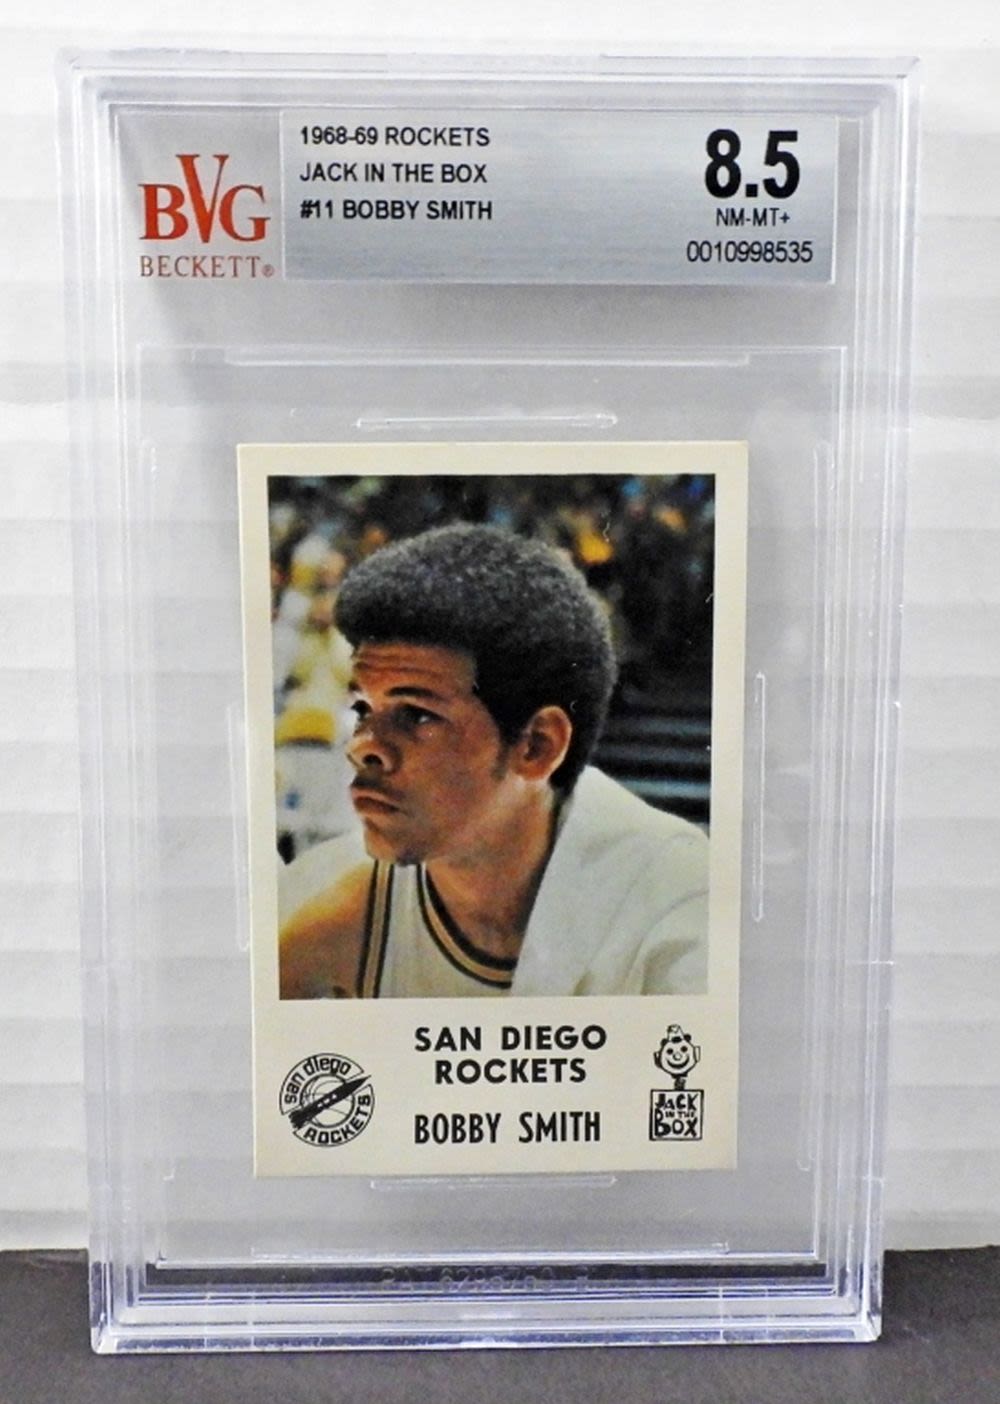 BVG
BECKETT®
1968-69 ROCKETS
JACK IN THE BOX
#11 BOBBY SMITH
8.5
NM-MT+
0010998535
SAN DIEGO
ROCKETS
BOBBY SMITH
san diego
ROCKETS
JACK
IN THE
BOX